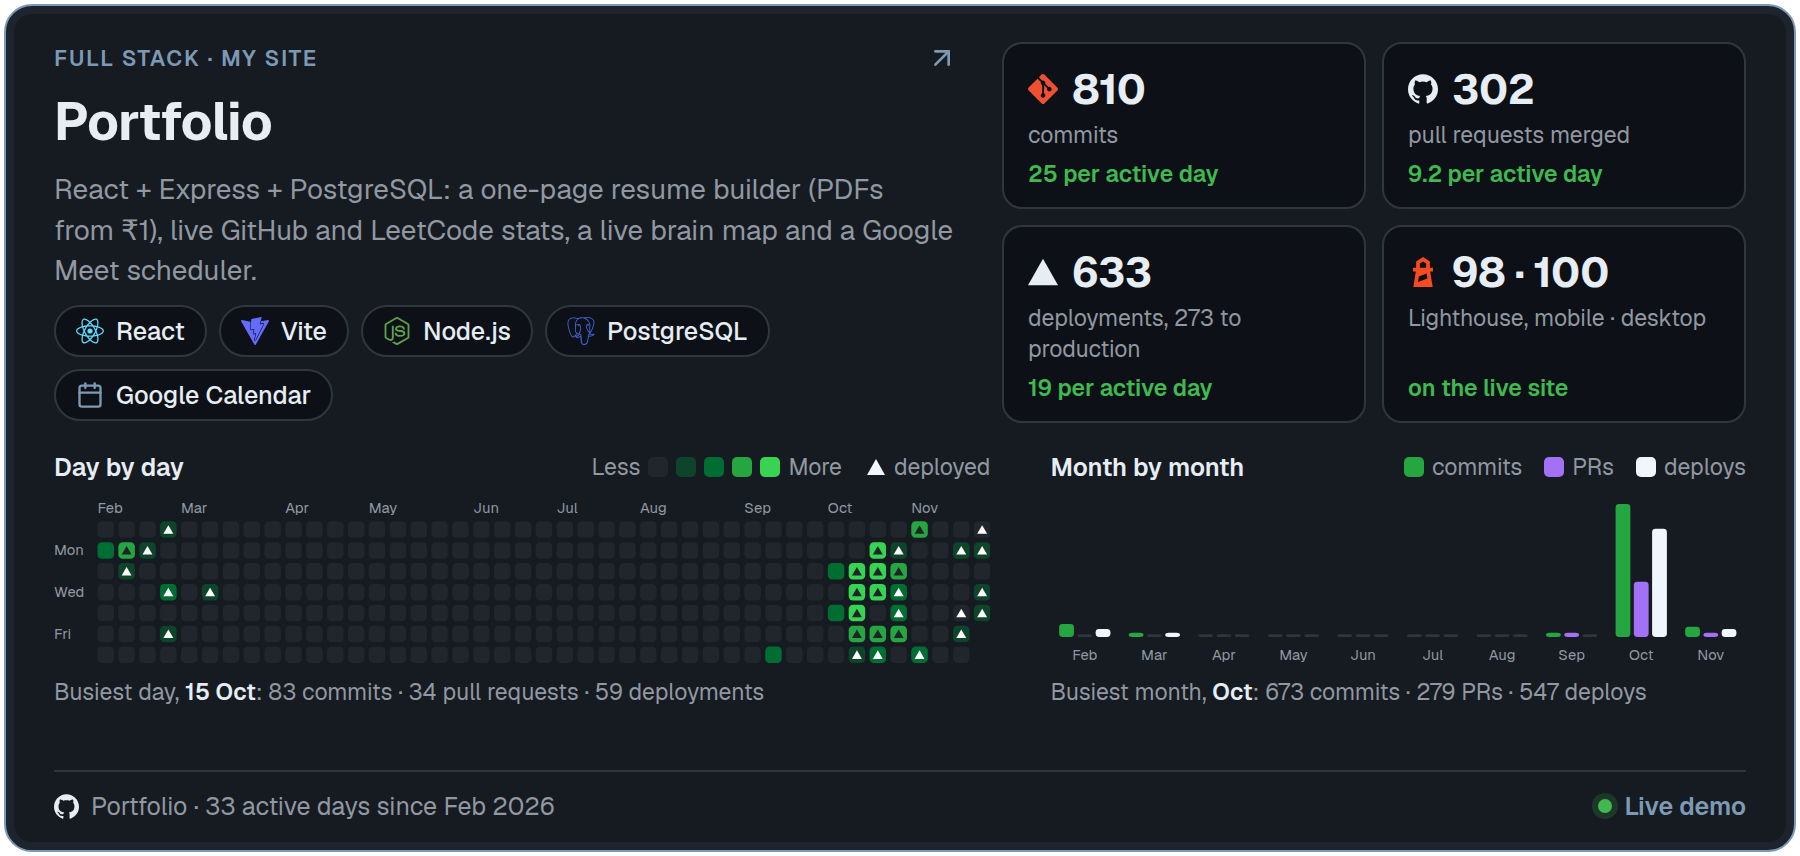 FULL STACK · MY SITE
Portfolio
React + Express + PostgreSQL: a one-page resume builder (PDFs
from ₹1), live GitHub and LeetCode stats, a live brain map and a Google
Meet scheduler.
React
Vite
Node.js
PostgreSQL
Google Calendar
810
commits
25 per active day
302
pull requests merged
9.2 per active day
633
deployments, 273 to
production
19 per active day
98 · 100
Lighthouse, mobile · desktop
on the live site
Day by day
Less
More
deployed
Feb Mar Apr May Jun Jul Aug Sep Oct Nov
Mon
Wed
Fri
Busiest day, 15 Oct: 83 commits · 34 pull requests · 59 deployments
Month by month
commits
PRs
deploys
Feb Mar Apr May Jun Jul Aug Sep Oct Nov
Busiest month, Oct: 673 commits · 279 PRs · 547 deploys
Portfolio · 33 active days since Feb 2026
Live demo